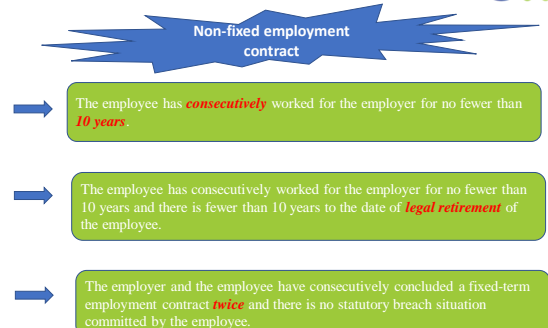 Non-fixed employment
contract
The employee has consecutively worked for the employer for no fewer than
10 years.
The employee has consecutively worked for the employer for no fewer than
10 years and there is fewer than 10 years to the date of legal retirement of
the employee.
The employer and the employee have consecutively concluded a fixed-term
employment contract twice and there is no statutory breach situation
committed by the employee.